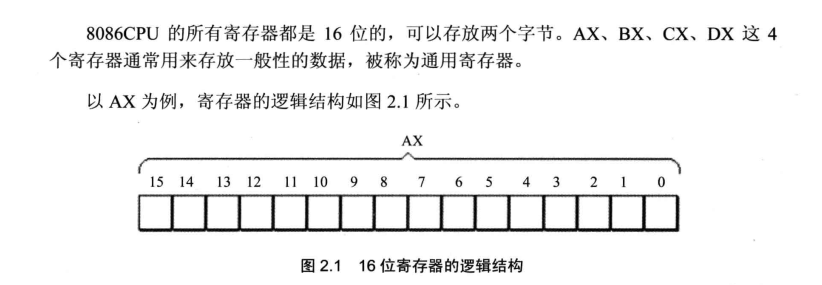 8086CPU 的所有寄存器都是 16 位的，可以存放两个字节。AX、BX、CX、DX 这 4
个寄存器通常用来存放一般性的数据，被称为通用寄存器。
以 AX 为例，寄存器的逻辑结构如图 2.1 所示。
AX
15 14 13 12 11 10 9 8 7 6 5 4 3 2 1 0
图 2.1 16 位寄存器的逻辑结构